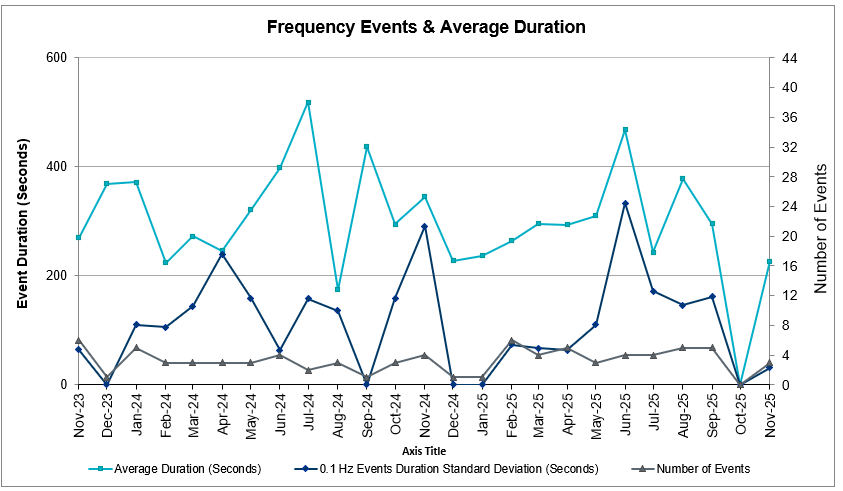 Frequency Events & Average Duration
600
400
200
0
Event Duration (Seconds)
44
40
36
32
28
24
20
16
12
8
4
0
Number of Events
Nov-23
Dec-23
Jan-24
Feb-24
Mar-24
Apr-24
May-24
Jun-24
Jul-24
Aug-24
Sep-24
Oct-24
Nov-24
Dec-24
Jan-25
Feb-25
Mar-25
Apr-25
May-25
Jun-25
Jul-25
Aug-25
Sep-25
Oct-25
Nov-25
Axis Title
Average Duration (Seconds)
0.1 Hz Events Duration Standard Deviation (Seconds)
Number of Events